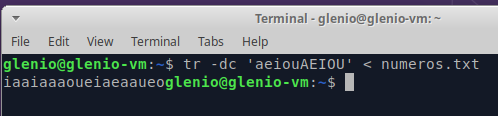 Terminal - glenio@glenio-vm: ~
File Edit View Terminal Tabs Help
glenio@glenio-vm:~$ tr -dc 'aeiouAEIOU' < numeros.txt
iaaiaaaoueiaeaaueoglenio@glenio-vm:~$